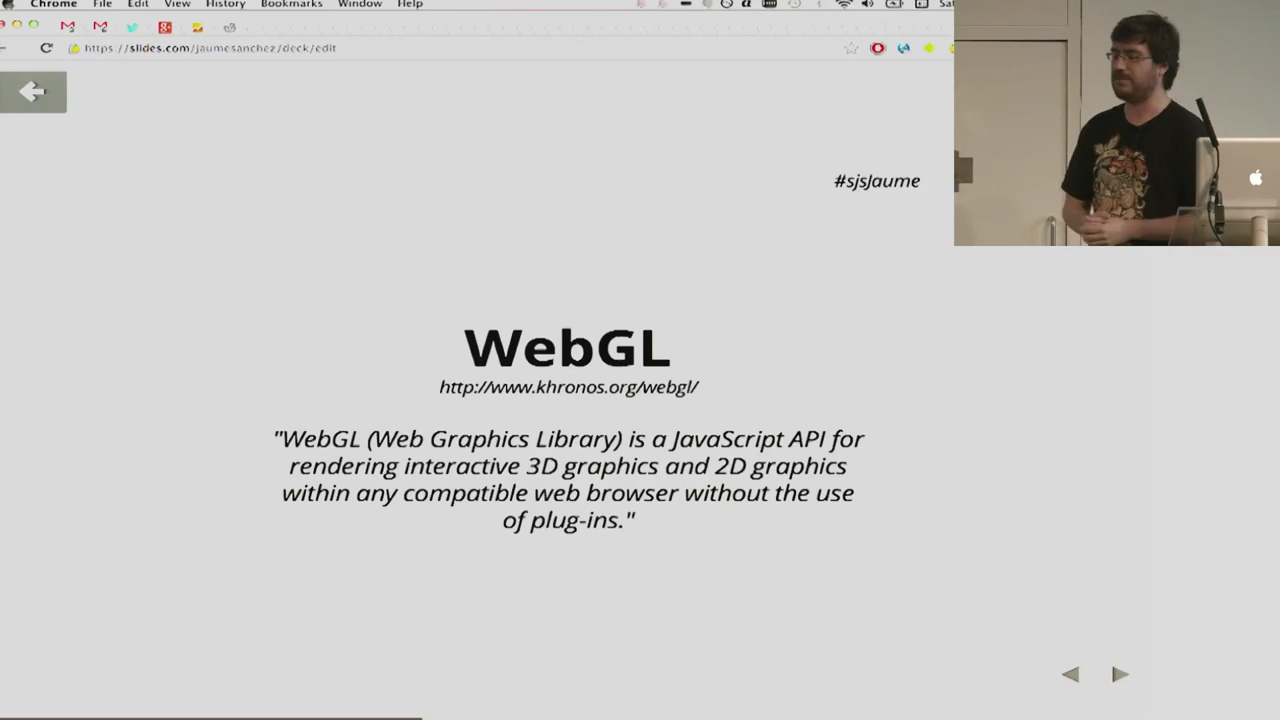 Chrome File Edit View History Bookmarks Window Help
https://slides.com/jaumesanchez/deck/edit
#sjsJaume
WebGL
http://www.khronos.org/webgl/
"WebGL (Web Graphics Library) is a JavaScript API for
rendering interactive 3D graphics and 2D graphics
within any compatible web browser without the use
of plug-ins."